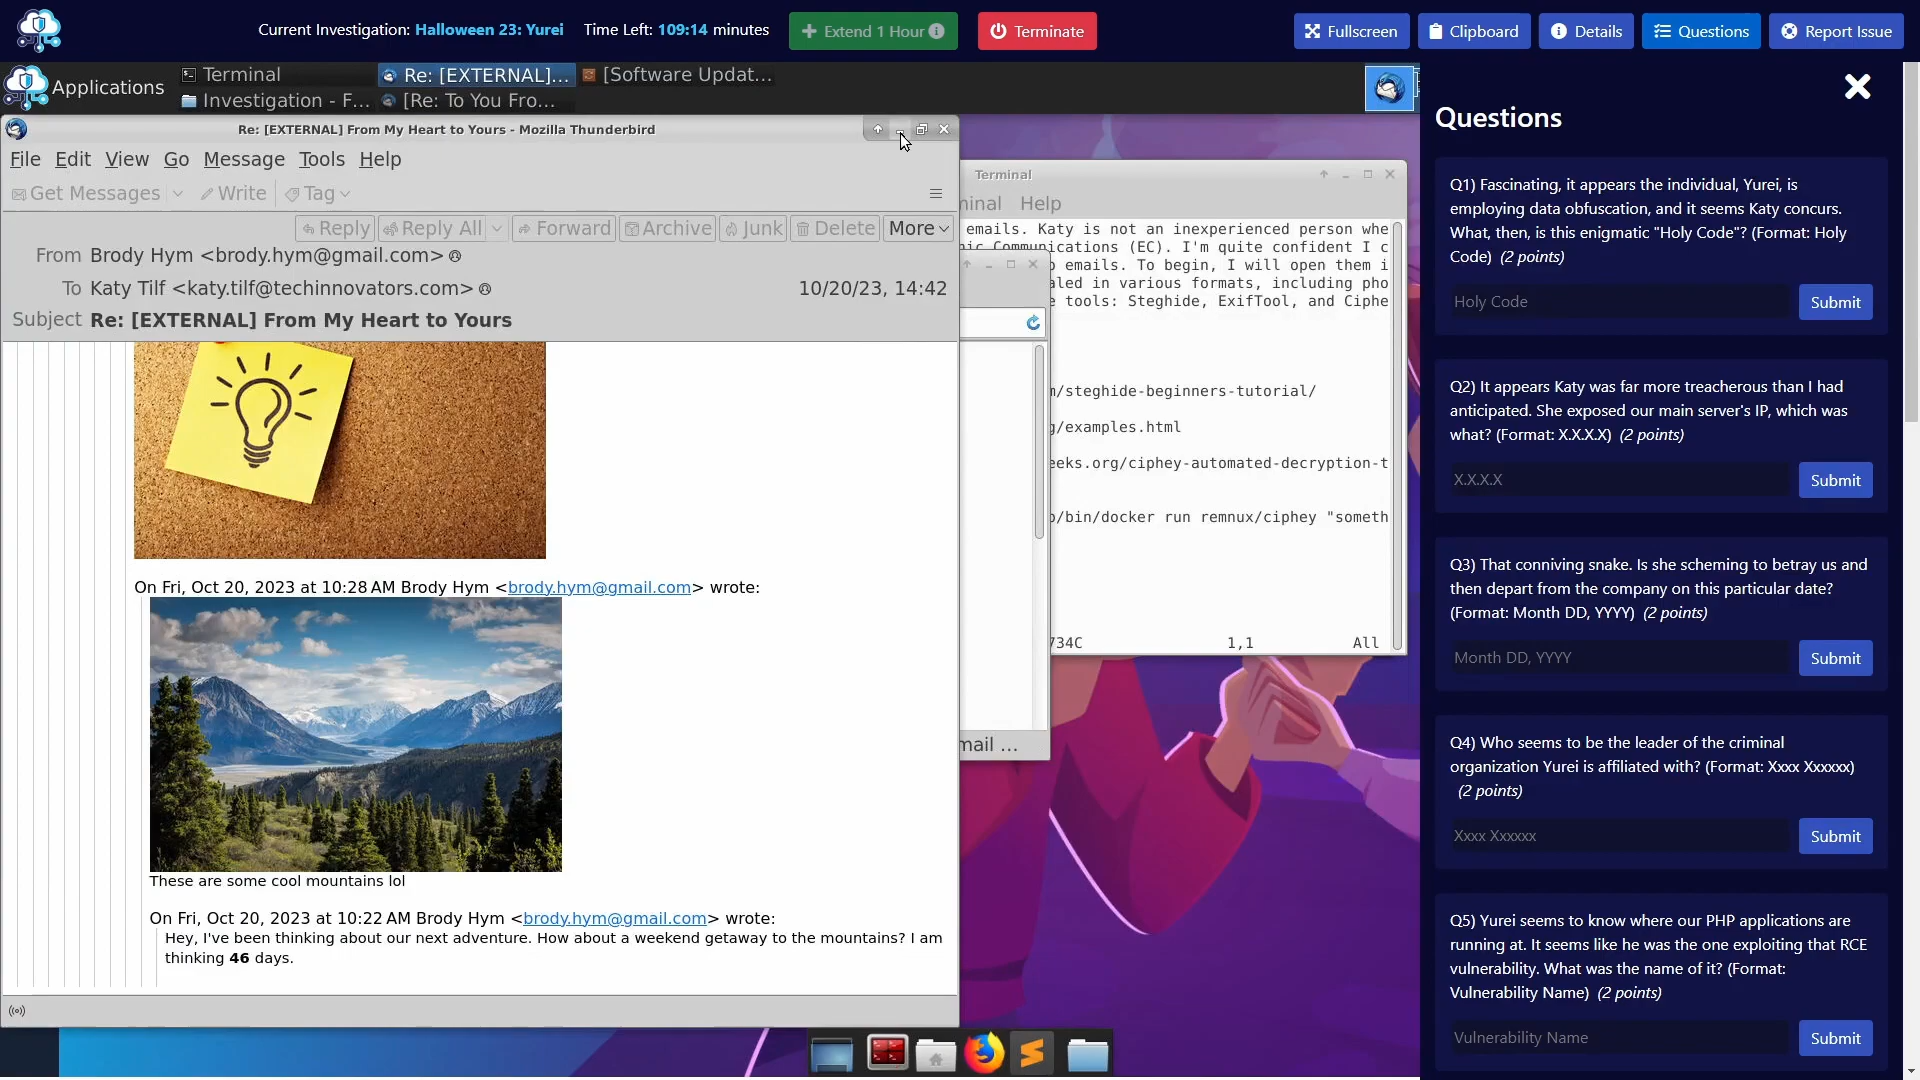 Current Investigation: Halloween 23: Yurei
Time Left: 109:14 minutes
Extend 1 Hour
Terminate
Fullscreen
Clipboard
Details
Questions
Report Issue
Applications
Terminal
Re: [EXTERNAL]...
[Software Updat...
Investigation - F...
[Re: To You Fro...
Re: [EXTERNAL] From My Heart to Yours - Mozilla Thunderbird
File Edit View Go Message Tools Help
Get Messages Write Tag
Reply Reply All Forward Archive Junk Delete More
From Brody Hym <brody.hym@gmail.com>
To Katy Tilf <katy.tilf@techinnovators.com> 10/20/23, 14:42
Subject Re: [EXTERNAL] From My Heart to Yours
On Fri, Oct 20, 2023 at 10:28 AM Brody Hym <brody.hym@gmail.com> wrote:
These are some cool mountains lol
On Fri, Oct 20, 2023 at 10:22 AM Brody Hym <brody.hym@gmail.com> wrote:
Hey, I've been thinking about our next adventure. How about a weekend getaway to the mountains? I am
thinking 46 days.
mail ...
Terminal
minal Help
emails. Katy is not an inexperienced person whe
nic Communications (EC). I'm quite confident I c
emails. To begin, I will open them i
aled in various formats, including pho
tools: Steghide, ExifTool, and Ciphe
/steghide-beginners-tutorial/
g/examples.html
eeks.org/ciphey-automated-decryption-t
/bin/docker run remnux/ciphey "someth
734C 1,1 All
Questions
Q1) Fascinating, it appears the individual, Yurei, is
employing data obfuscation, and it seems Katy concurs.
What, then, is this enigmatic "Holy Code"? (Format: Holy
Code) (2 points)
Holy Code
Submit
Q2) It appears Katy was far more treacherous than I had
anticipated. She exposed our main server's IP, which was
what? (Format: X.X.X.X) (2 points)
X.X.X.X
Submit
Q3) That conniving snake. Is she scheming to betray us and
then depart from the company on this particular date?
(Format: Month DD, YYYY) (2 points)
Month DD, YYYY
Submit
Q4) Who seems to be the leader of the criminal
organization Yurei is affiliated with? (Format: Xxxx Xxxxxx)
(2 points)
Xxxx Xxxxxx
Submit
Q5) Yurei seems to know where our PHP applications are
running at. It seems like he was the one exploiting that RCE
vulnerability. What was the name of it? (Format:
Vulnerability Name) (2 points)
Vulnerability Name
Submit